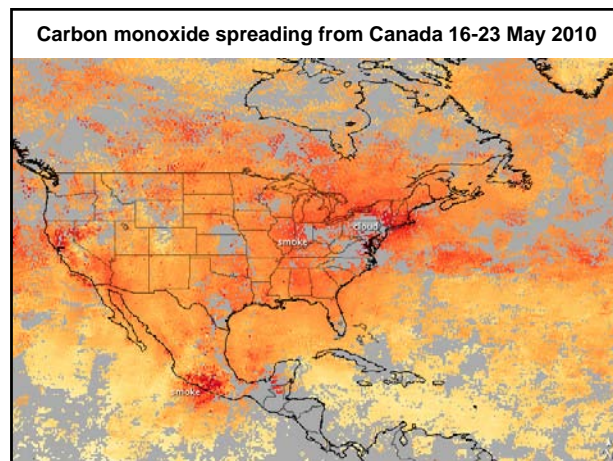 Carbon monoxide spreading from Canada 16-23 May 2010
cloud
smoke
smoke